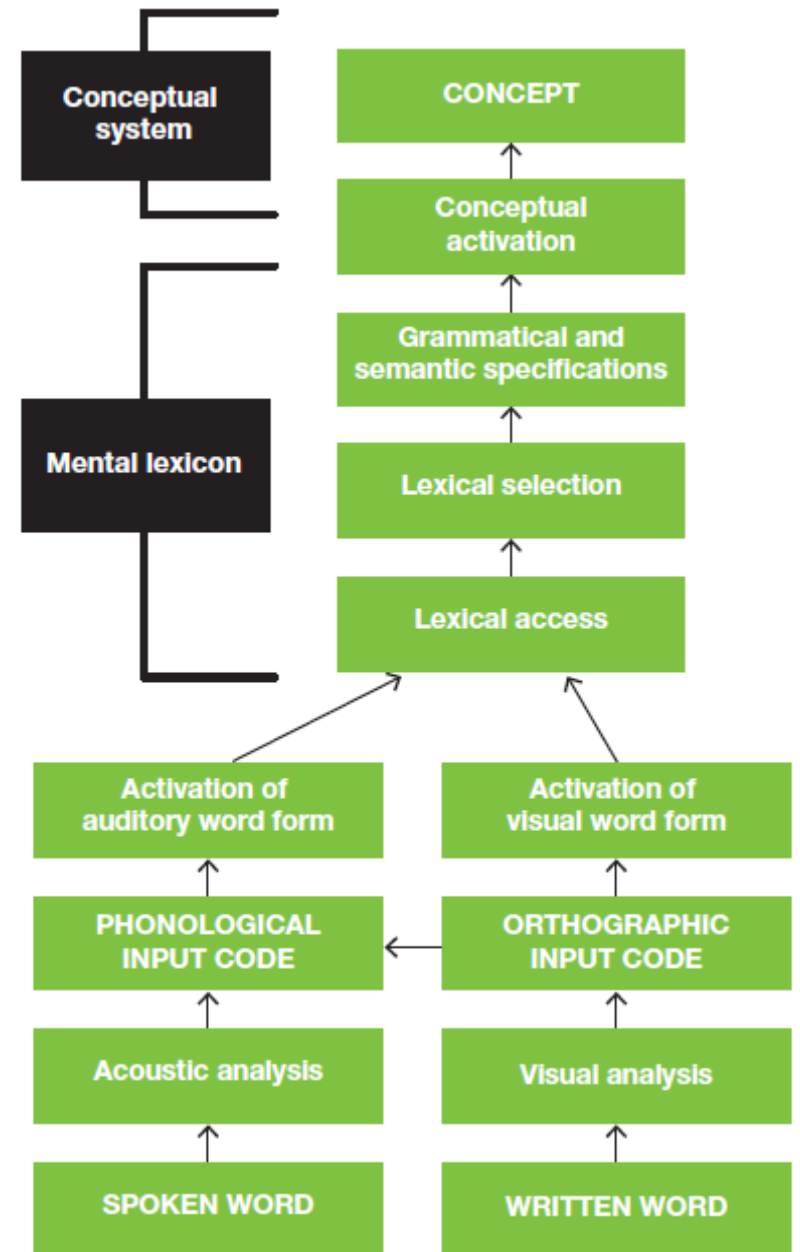 Conceptual
system
CONCEPT
Conceptual
activation
Grammatical and
semantic specifications
Mental lexicon
Lexical selection
Lexical access
Activation of
auditory word form
Activation of
visual word form
PHONOLOGICAL
INPUT CODE
ORTHOGRAPHIC
INPUT CODE
Acoustic analysis
Visual analysis
SPOKEN WORD
WRITTEN WORD